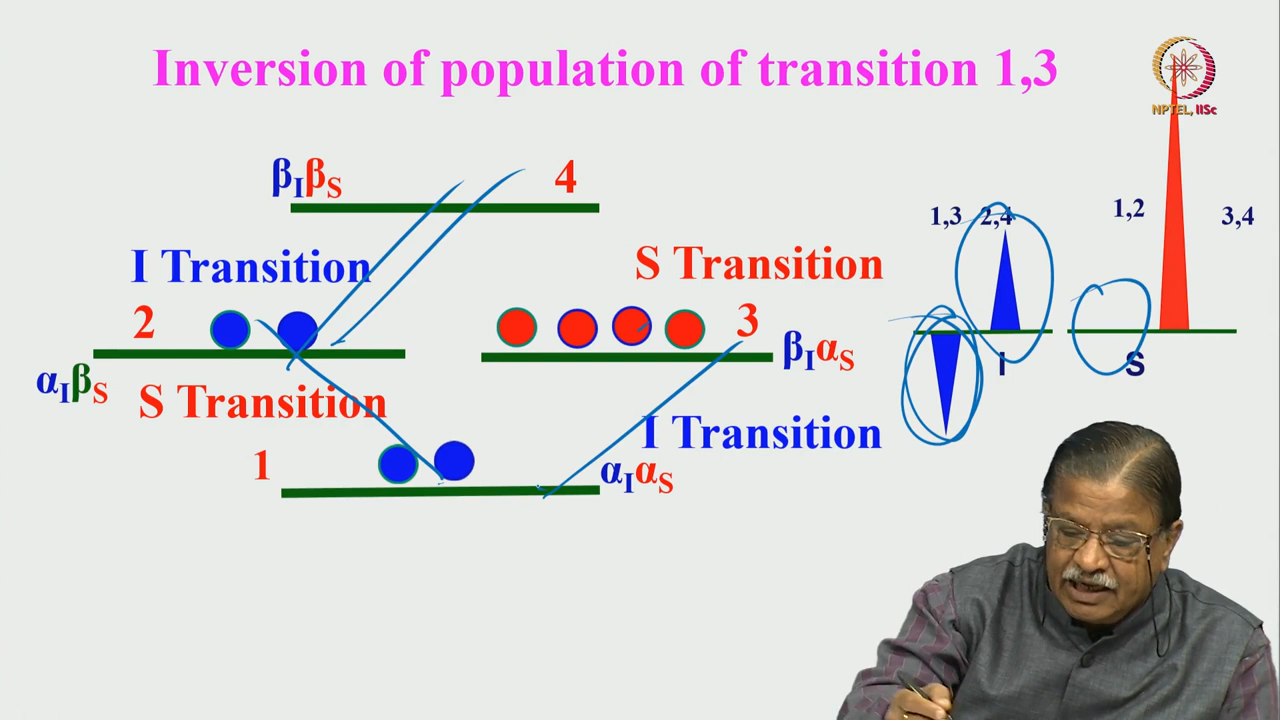 Inversion of population of transition 1,3
NPTEL, IISc
βIβS 4
I Transition
2
αIβS
S Transition
S Transition
3
βIαS
I Transition
1
αIαS
1,3 2,4
1,2
3,4
I
S